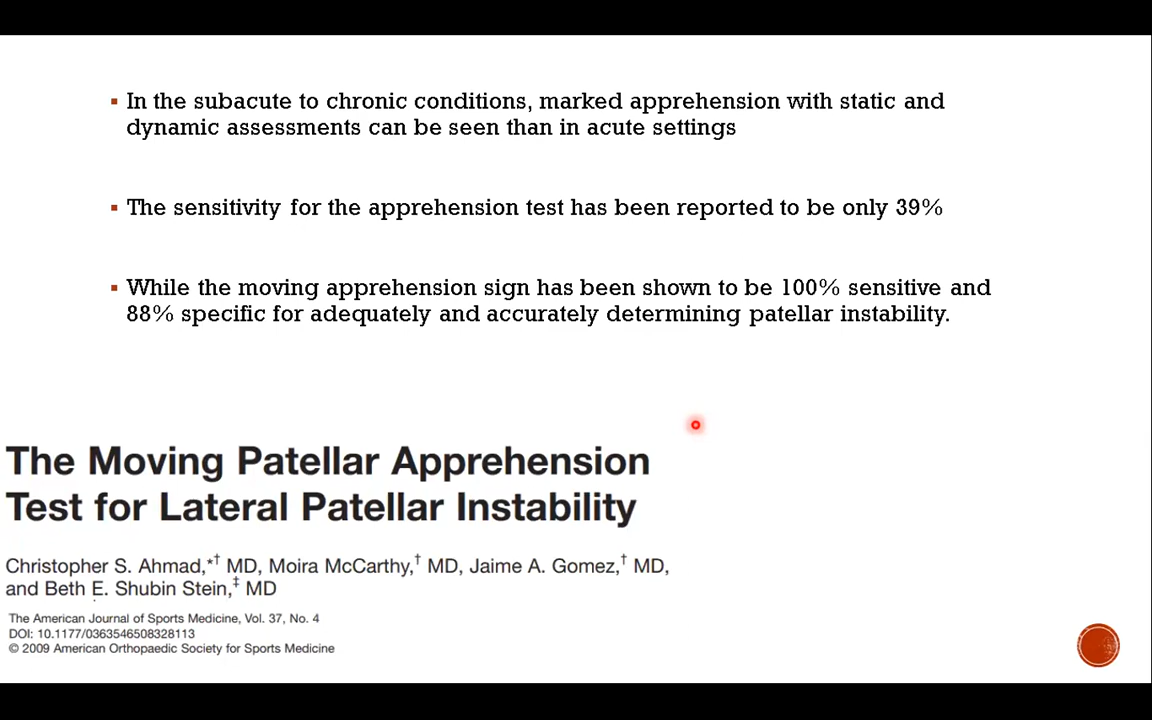 In the subacute to chronic conditions, marked apprehension with static and
dynamic assessments can be seen than in acute settings
The sensitivity for the apprehension test has been reported to be only 39%
While the moving apprehension sign has been shown to be 100% sensitive and
88% specific for adequately and accurately determining patellar instability.
The Moving Patellar Apprehension
Test for Lateral Patellar Instability
Christopher S. Ahmad,*† MD, Moira McCarthy,† MD, Jaime A. Gomez,† MD,
and Beth E. Shubin Stein,‡ MD
The American Journal of Sports Medicine, Vol. 37, No. 4
DOI: 10.1177/0363546508328113
© 2009 American Orthopaedic Society for Sports Medicine